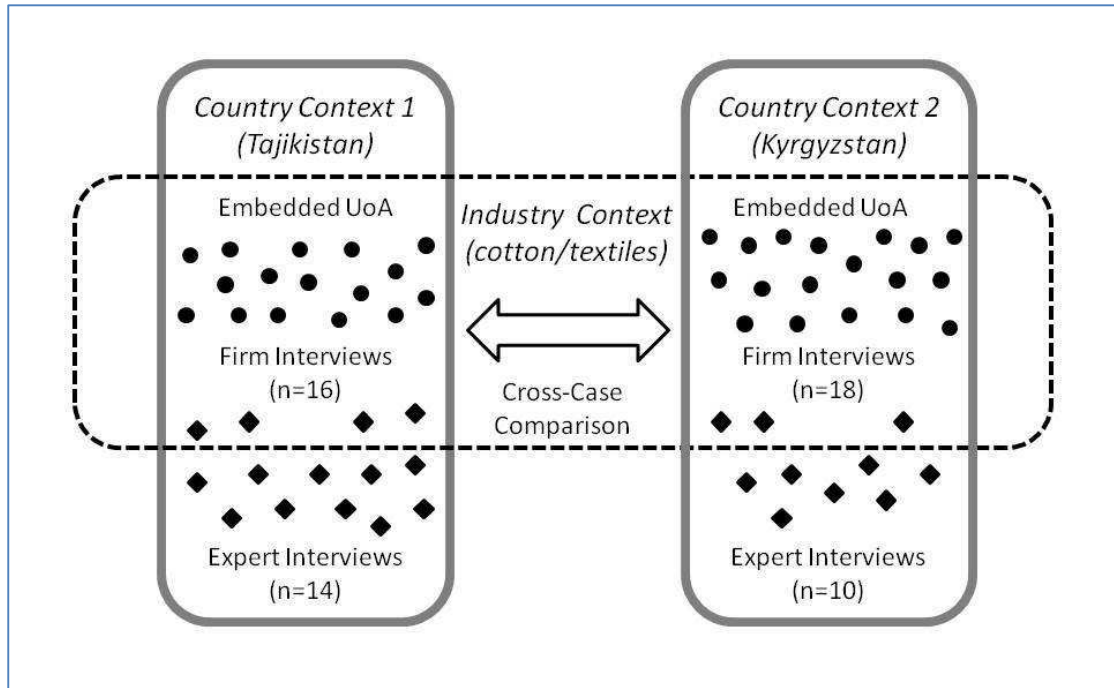 Country Context 1
(Tajikistan)
Embedded UoA
Firm Interviews
(n=16)
Expert Interviews
(n=14)
Industry Context
(cotton/textiles)
Cross-Case
Comparison
Country Context 2
(Kyrgyzstan)
Embedded UoA
Firm Interviews
(n=18)
Expert Interviews
(n=10)